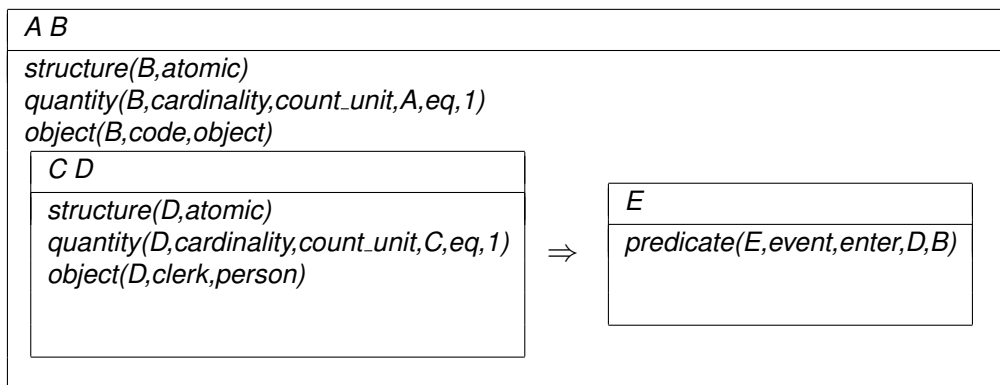 A B
structure(B,atomic)
quantity(B,cardinality,count_unit,A,eq,1)
object(B,code,object)
C D
structure(D,atomic)
quantity(D,cardinality,count_unit,C,eq,1)
object(D,clerk,person)
⇒
E
predicate(E,event,enter,D,B)